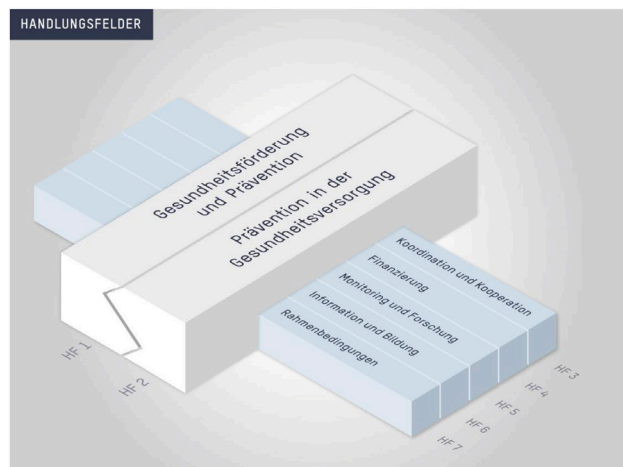 HANDLUNGSFELDER
Gesundheitsförderung
und Prävention
Prävention in der
Gesundheitsversorgung
Koordination und Kooperation
Finanzierung
Monitoring und Forschung
Information und Bildung
Rahmenbedingungen
HF 1
HF 2
HF 3
HF 4
HF 5
HF 6
HF 7